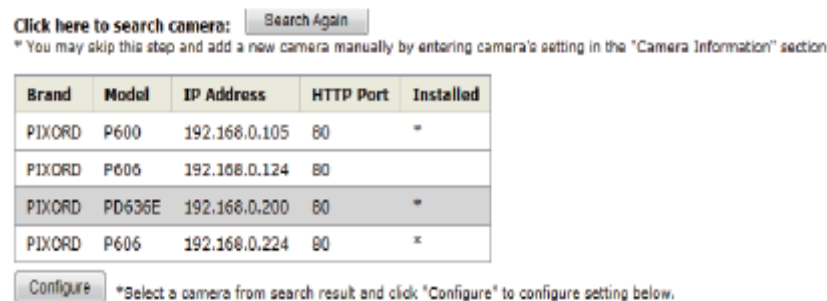 Click here to search camera: Search Again
* You may skip this step and add a new camera manually by entering camera's setting in the "Camera Information" section
Brand Model IP Address HTTP Port Installed
PIXORD P600 192.168.0.105 80 *
PIXORD P606 192.168.0.124 80
PIXORD PD636E 192.168.0.200 80 *
PIXORD P606 192.168.0.224 80 *
Configure *Select a camera from search result and click "Configure" to configure setting below.